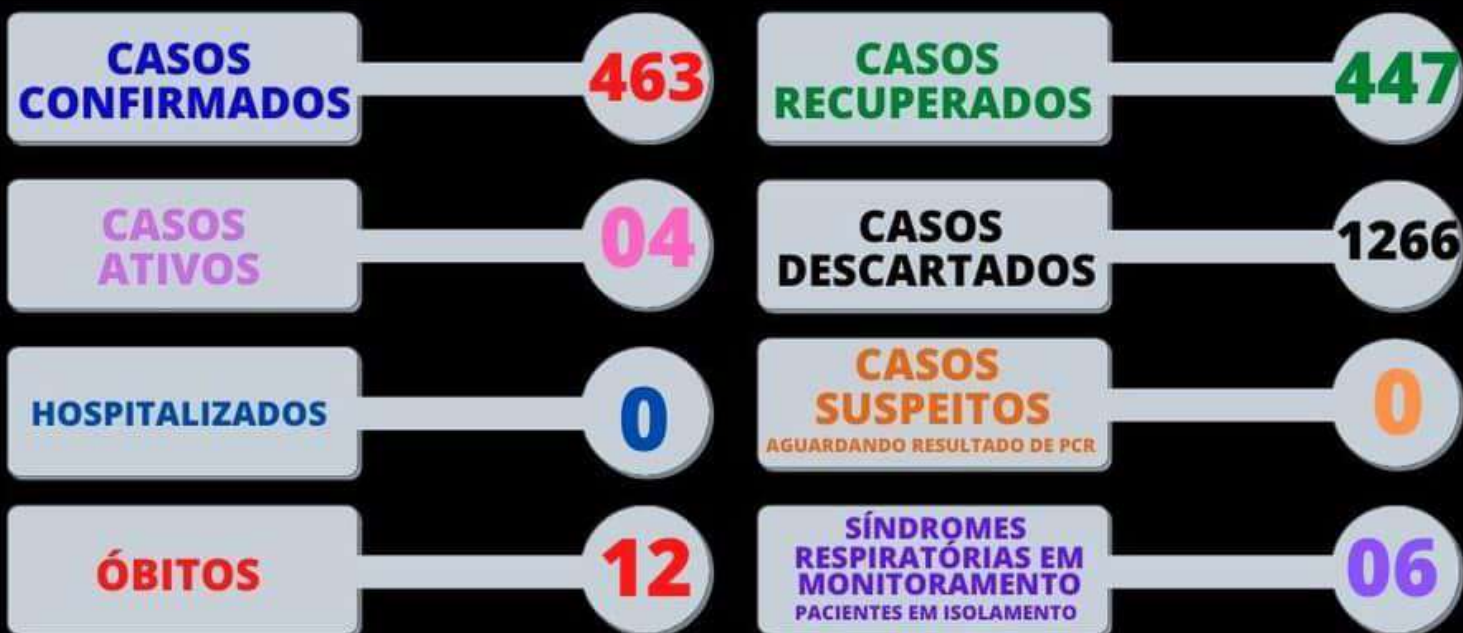 CASOS
CONFIRMADOS
463
CASOS
RECUPERADOS
447
CASOS
ATIVOS
04
CASOS
DESCARTADOS
1266
HOSPITALIZADOS
0
CASOS
SUSPEITOS
AGUARDANDO RESULTADO DE PCR
0
ÓBITOS
12
SÍNDROMES
RESPIRATÓRIAS EM
MONITORAMENTO
PACIENTES EM ISOLAMENTO
06